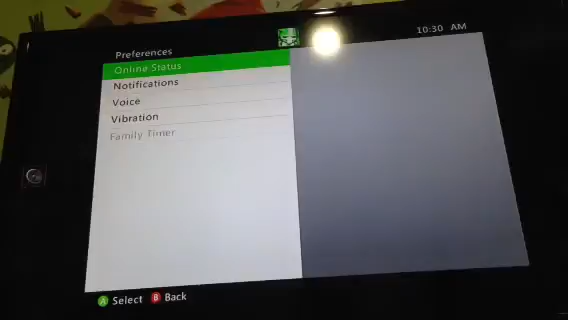 10:30 AM
Preferences
Online Status
Notifications
Voice
Vibration
Family Timer
A Select B Back